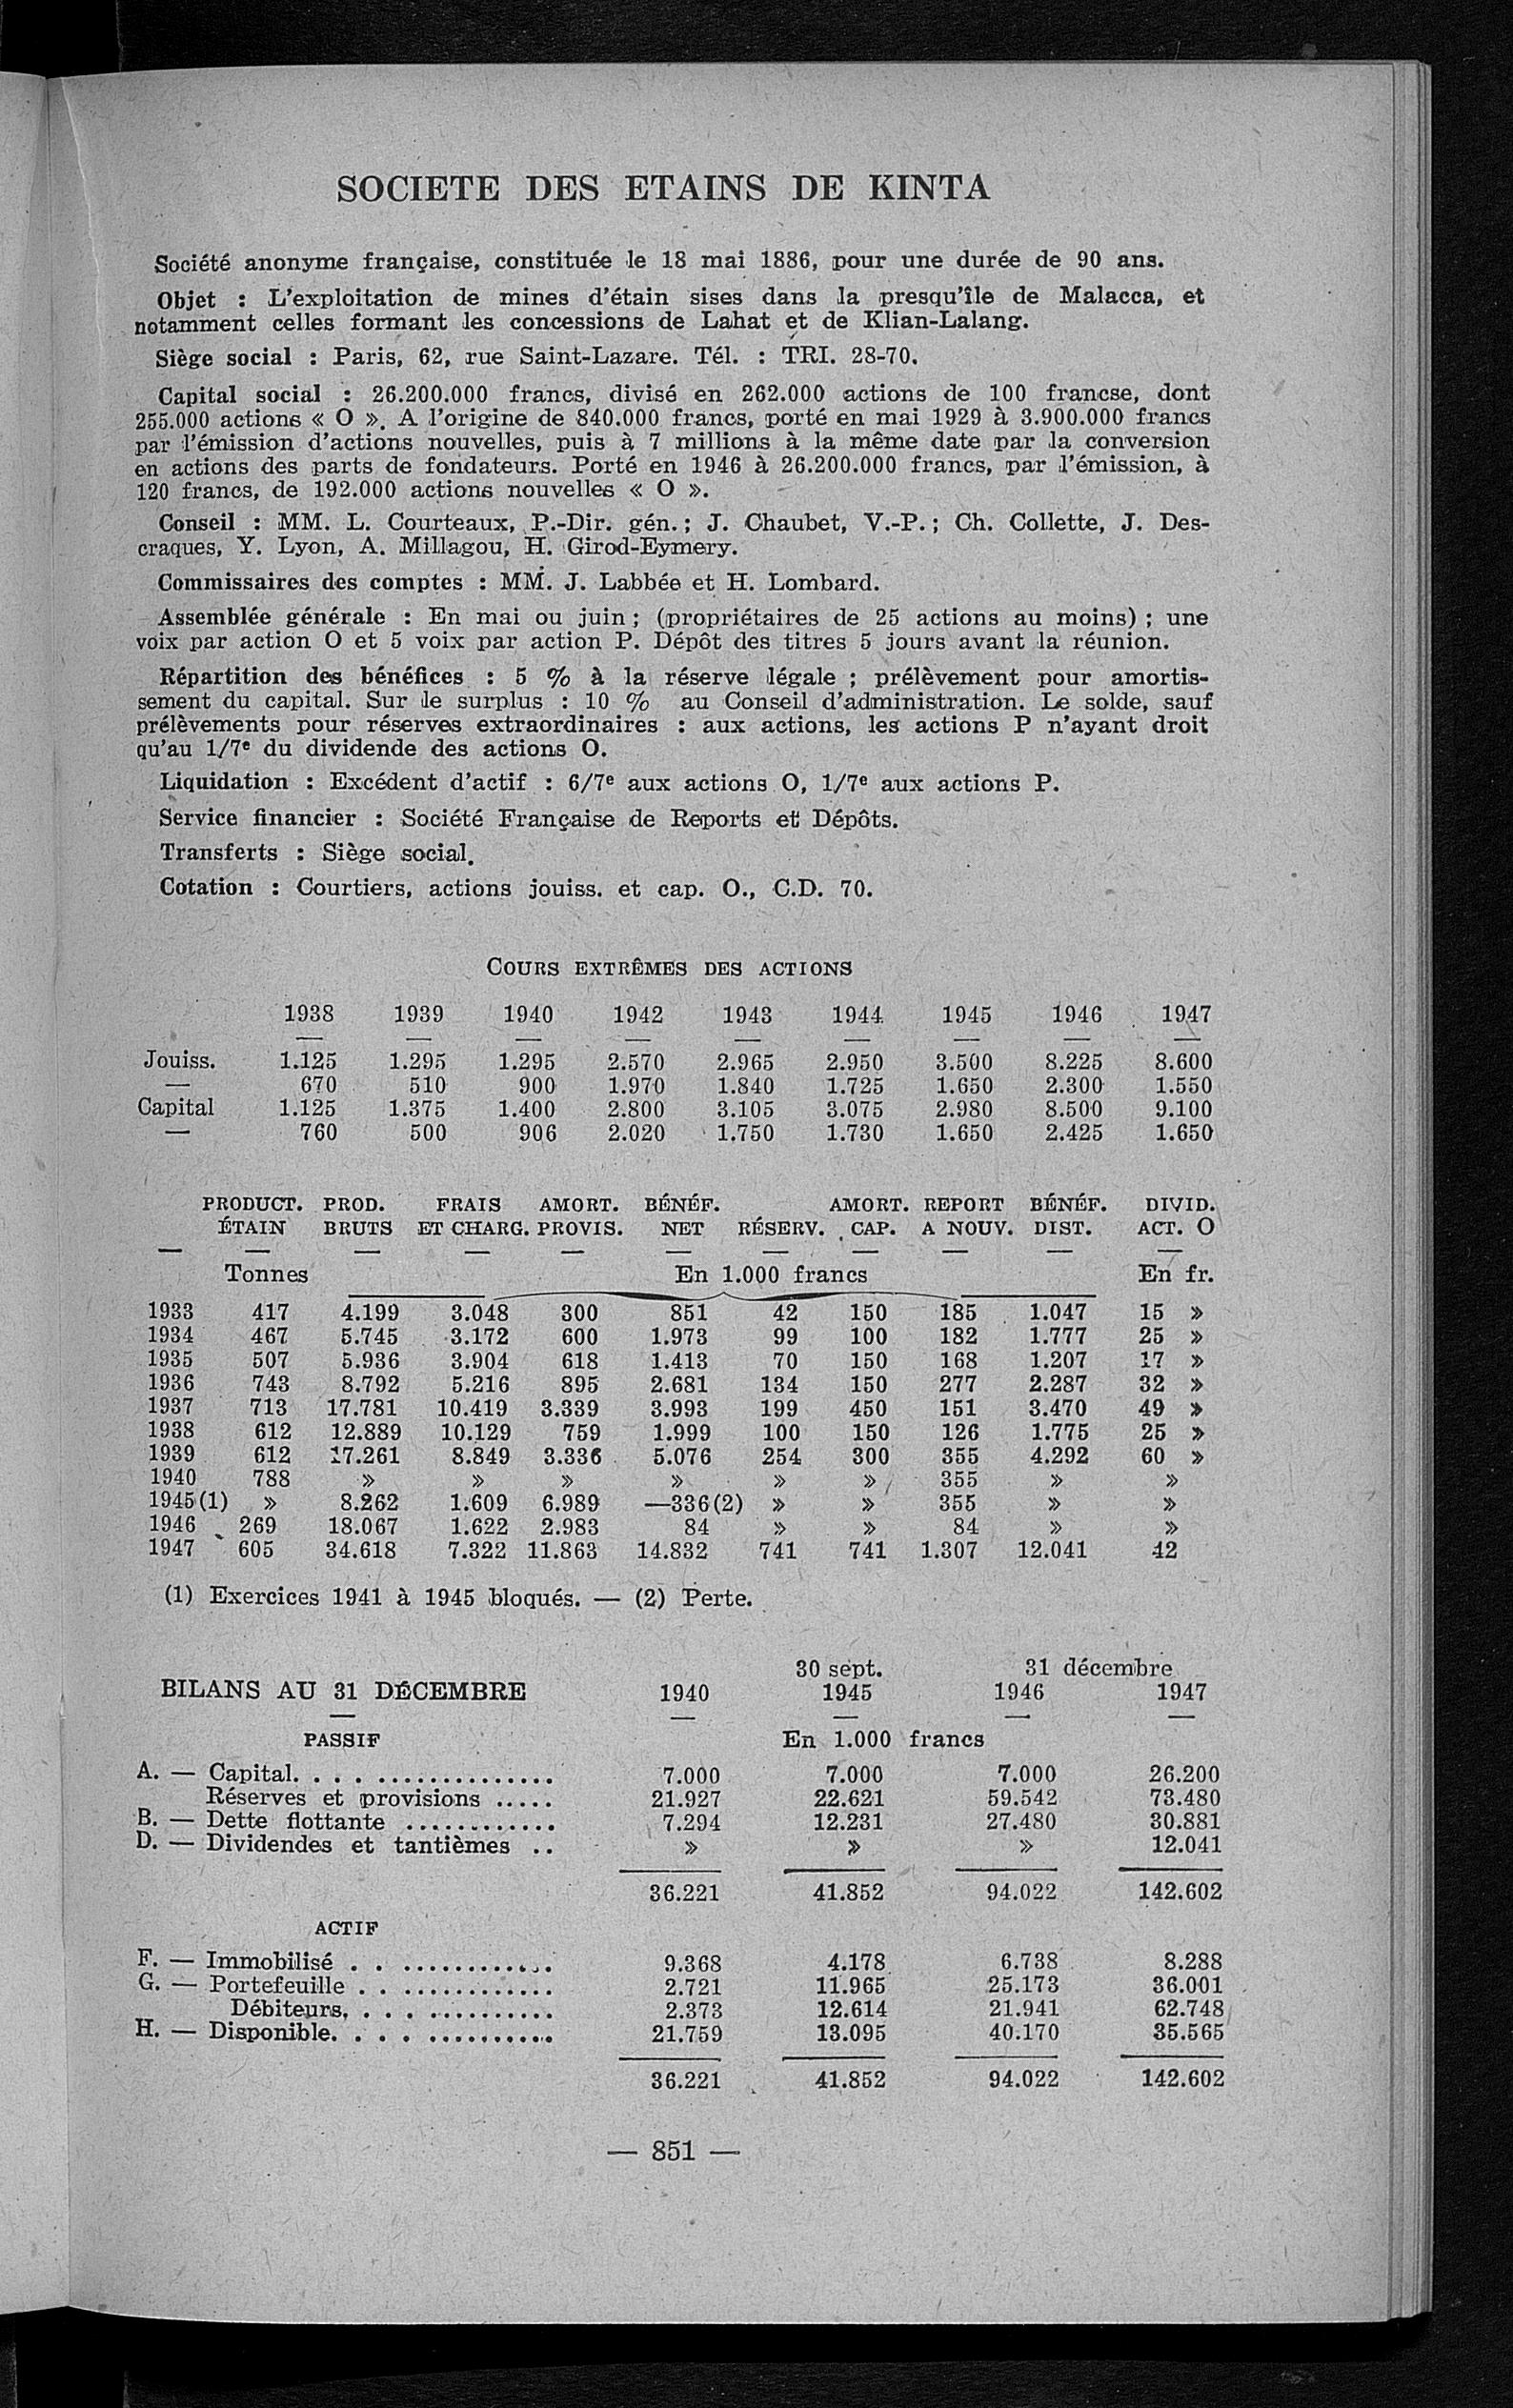 SOCIETE DES ETAINS DE KINTA
Société anonyme française, constituée le 18 mai 1886, pour une durée de 90 ans.
Objet : L'exploitation de mines d'étain sises dans la presqu'île de Malacca, et
notamment celles formant les concessions de Lahat et de Klian-Lalang.
Siège social : Paris, 62, rue Saint-Lazare. Tél. : TRI. 28-70.
Capital social : 26.200.000 francs, divisé en 262.000 actions de 100 francse, dont
255.000 actions « O ». A l'origine de 840.000 francs, porté en mai 1929 à 3.900.000 francs
par l'émission d'actions nouvelles, puis à 7 millions à la même date par la conversion
en actions des parts de fondateurs. Porté en 1946 à 26.200.000 francs, par l'émission, à
120 francs, de 192.000 actions nouvelles « O ».
Conseil : MM. L. Courteaux, P.-Dir. gén.; J. Chaubet, V.-P.; Ch. Collette, J. Des-
craques, Y. Lyon, A. Millagou, H. Girod-Eymery.
Commissaires des comptes : MM. J. Labbée et H. Lombard.
Assemblée générale : En mai ou juin; (propriétaires de 25 actions au moins) ; une
voix par action O et 5 voix par action P. Dépôt des titres 5 jours avant la réunion.
Répartition des bénéfices : 5 % à la réserve légale ; prélèvement pour amortis-
sement du capital. Sur le surplus : 10 % au Conseil d'administration. Le solde, sauf
prélèvements pour réserves extraordinaires : aux actions, les actions P n'ayant droit
qu'au 1/7e du dividende des actions O.
Liquidation : Excédent d'actif : 6/7e aux actions O, 1/7e aux actions P.
Service financier : Société Française de Reports et Dépôts.
Transferts : Siège social.
Cotation : Courtiers, actions jouiss. et cap. O., C.D. 70.
COURS EXTRÊMES DES ACTIONS
1938 1939 1940 1942 1943 1944 1945 1946 1947
Jouiss. 1.125 1.295 1.295 2.570 2.965 2.950 3.500 8.225 8.600
— 670 510 900 1.970 1.840 1.725 1.650 2.300 1.550
Capital 1.125 1.375 1.400 2.800 3.105 3.075 2.980 8.500 9.100
— 760 500 906 2.020 1.750 1.730 1.650 2.425 1.650
PRODUCT. PROD. FRAIS AMORT. BÉNÉF. AMORT. REPORT BÉNÉF. DIVID.
ÉTAIN BRUTS ET CHARG. PROVIS. NET RÉSERV. CAP. A NOUV. DIST. ACT. O
Tonnes En 1.000 francs En fr.
1933 417 4.199 3.048 300 851 42 150 185 1.047 15 »
1934 467 5.745 3.172 600 1.973 99 100 182 1.777 25 »
1935 507 5.936 3.904 618 1.413 70 150 168 1.207 17 »
1936 743 8.792 5.216 895 2.681 134 150 277 2.287 32 »
1937 713 17.781 10.419 3.339 3.993 199 450 151 3.470 49 »
1938 612 12.889 10.129 759 1.999 100 150 126 1.775 25 »
1939 612 17.261 8.849 3.336 5.076 254 300 355 4.292 60 »
1940 788 » » » » » » 355 » »
1945(1) » 8.262 1.609 6.989 —336(2) » » 355 » »
1946 269 18.067 1.622 2.983 84 » » 84 » »
1947 605 34.618 7.322 11.863 14.832 741 741 1.307 12.041 42
(1) Exercices 1941 à 1945 bloqués. — (2) Perte.
30 sept. 31 décembre
BILANS AU 31 DÉCEMBRE 1940 1945 1946 1947
PASSIF En 1.000 francs
A. — Capital. . . . .............. 7.000 7.000 7.000 26.200
Réserves et provisions ..... 21.927 22.621 59.542 73.480
B. — Dette flottante ............ 7.294 12.231 27.480 30.881
D. — Dividendes et tantièmes .. » » » 12.041
36.221 41.852 94.022 142.602
ACTIF
F. — Immobilisé . . ............ 9.368 4.178 6.738 8.288
G. — Portefeuille . . ............ 2.721 11.965 25.173 36.001
Débiteurs. . . . ........... 2.373 12.614 21.941 62.748
H. — Disponible. . . . ........... 21.759 13.095 40.170 35.565
36.221 41.852 94.022 142.602
— 851 —